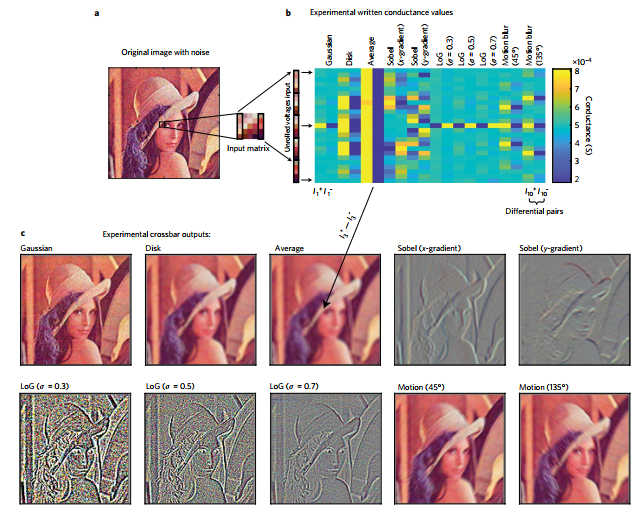 a
b
Experimental written conductance values
Original image with noise
Input matrix
Unrolled voltages input
Gaussian
Disk
Average
Sobel
(x-gradient)
Sobel
(y-gradient)
LoG
(σ = 0.3)
LoG
(σ = 0.5)
LoG
(σ = 0.7)
Motion blur
(45°)
Motion blur
(135°)
×10⁻⁴
8
7
6
5
4
3
2
Conductance (S)
I₁⁺ I₁⁻
I₁₀⁺ I₁₀⁻
Differential pairs
I₃⁺ − I₃⁻
c
Experimental crossbar outputs:
Gaussian
Disk
Average
Sobel (x-gradient)
Sobel (y-gradient)
LoG (σ = 0.3)
LoG (σ = 0.5)
LoG (σ = 0.7)
Motion (45°)
Motion (135°)